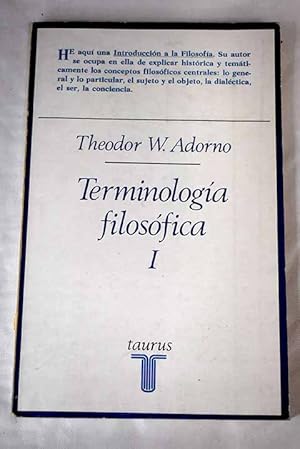 HE aquí una Introducción a la Filosofía. Su autor
se ocupa en ella de explicar histórica y temáti-
camente los conceptos filosóficos centrales: lo gene-
ral y lo particular, el sujeto y el objeto, la dialéctica,
el ser, la conciencia.
Theodor W. Adorno
Terminología
filosófica
I
taurus